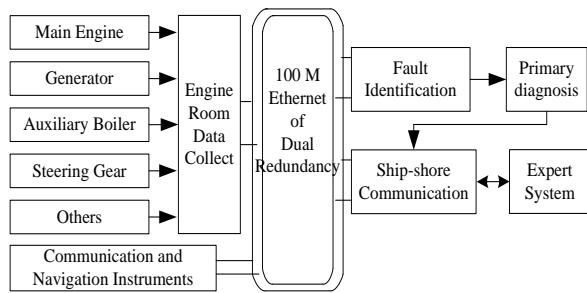 Main Engine
Generator
Auxiliary Boiler
Steering Gear
Others
Communication and
Navigation Instruments
Engine
Room
Data
Collect
100 M
Ethernet
of
Dual
Redundancy
Fault
Identification
Primary
diagnosis
Ship-shore
Communication
Expert
System